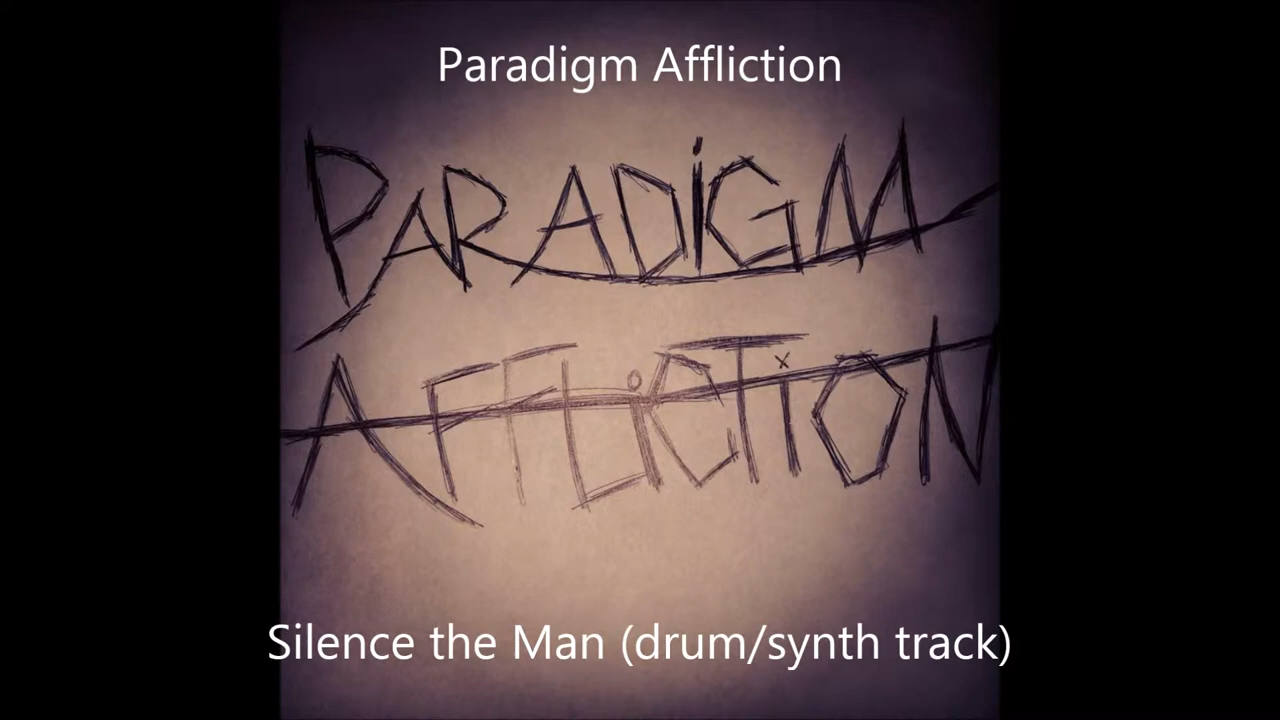 Paradigm Affliction
PARADiGM
AFFLiCTiON
Silence the Man (drum/synth track)